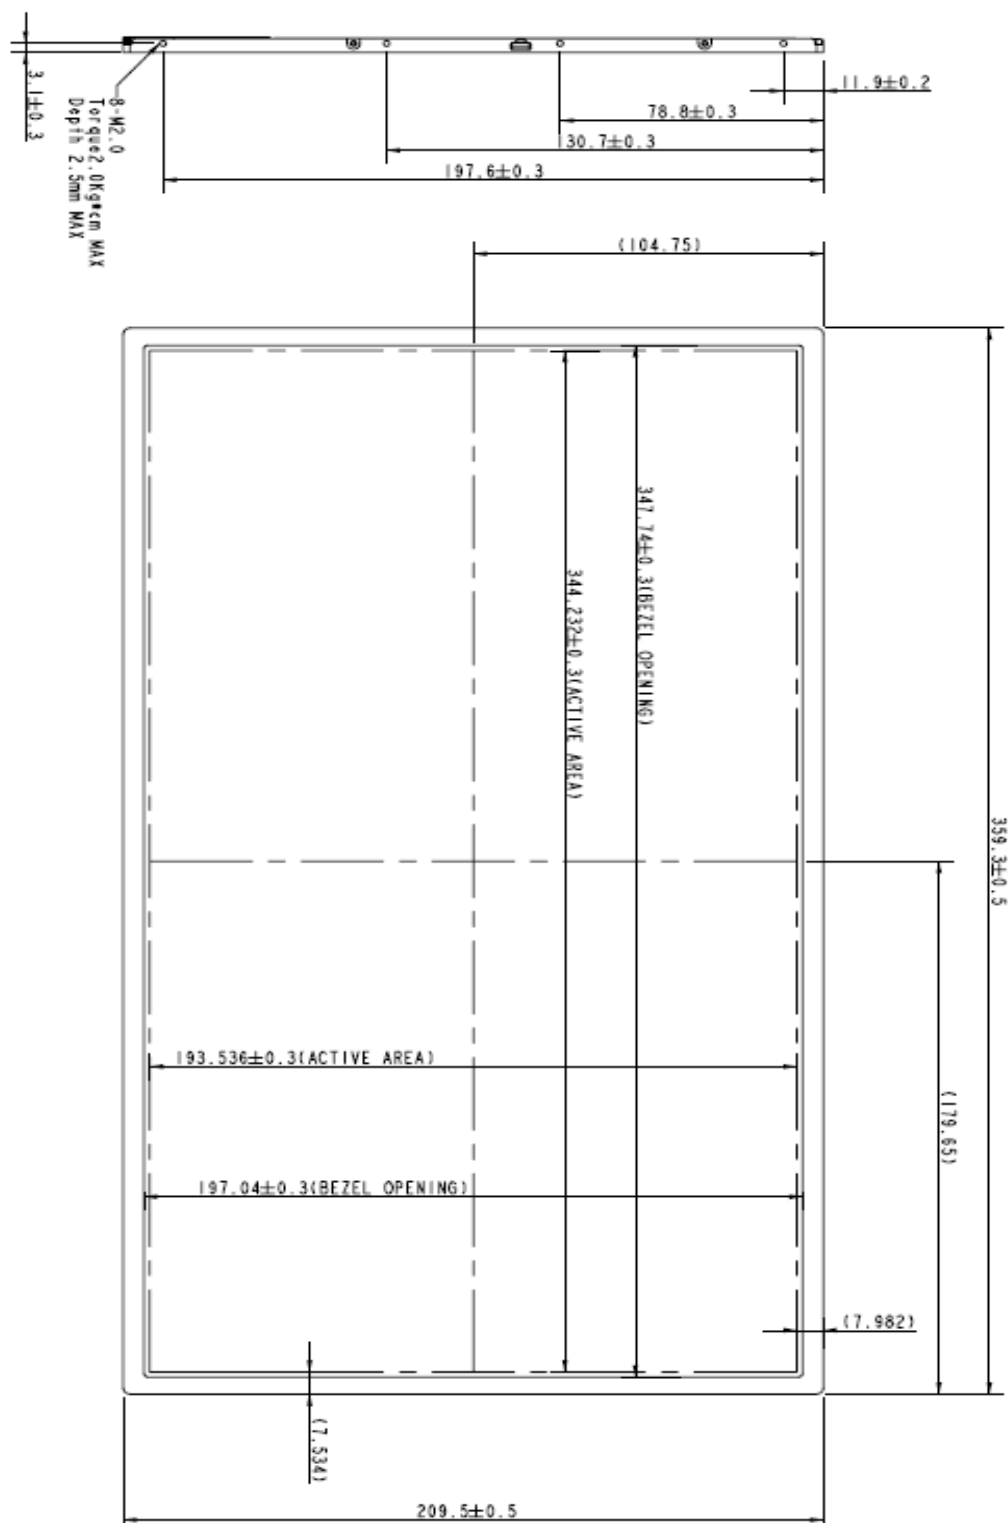 11.9±0.2
78.8±0.3
130.7±0.3
197.6±0.3
3.1±0.3
8-M2.0
Torque2.0Kg*cm MAX
Depth 2.5mm MAX
(104.75)
347.74±0.3(BEZEL OPENING)
344.232±0.3(ACTIVE AREA)
359.3±0.5
193.536±0.3(ACTIVE AREA)
(179.65)
197.04±0.3(BEZEL OPENING)
(7.982)
(7.534)
209.5±0.5